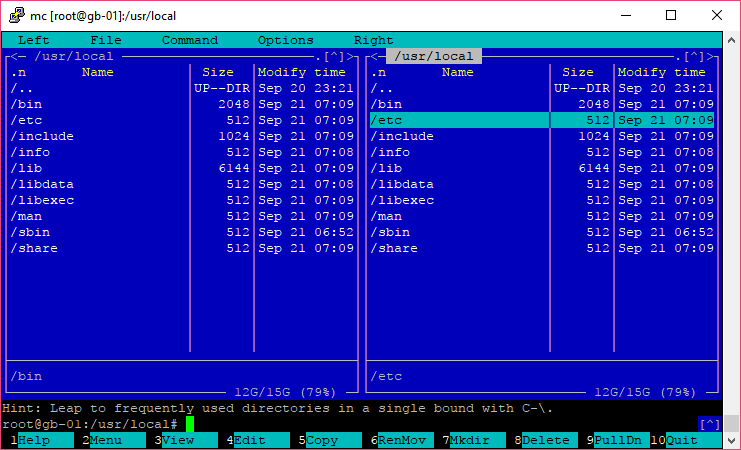 mc [root@gb-01]:/usr/local
Left File Command Options Right
<─ /usr/local .[^]> <─ /usr/local .[^]>
.n Name Size Modify time .n Name Size Modify time
/.. UP--DIR Sep 20 23:21 /.. UP--DIR Sep 20 23:21
/bin 2048 Sep 21 07:09 /bin 2048 Sep 21 07:09
/etc 512 Sep 21 07:09 /etc 512 Sep 21 07:09
/include 1024 Sep 21 07:09 /include 1024 Sep 21 07:09
/info 512 Sep 21 07:08 /info 512 Sep 21 07:08
/lib 6144 Sep 21 07:09 /lib 6144 Sep 21 07:09
/libdata 512 Sep 21 07:08 /libdata 512 Sep 21 07:08
/libexec 512 Sep 21 07:09 /libexec 512 Sep 21 07:09
/man 512 Sep 21 07:09 /man 512 Sep 21 07:09
/sbin 512 Sep 21 06:52 /sbin 512 Sep 21 06:52
/share 512 Sep 21 07:09 /share 512 Sep 21 07:09
/bin /etc
12G/15G (79%) 12G/15G (79%)
Hint: Leap to frequently used directories in a single bound with C-\.
root@gb-01:/usr/local# [^]
1Help 2Menu 3View 4Edit 5Copy 6RenMov 7Mkdir 8Delete 9PullDn 10Quit